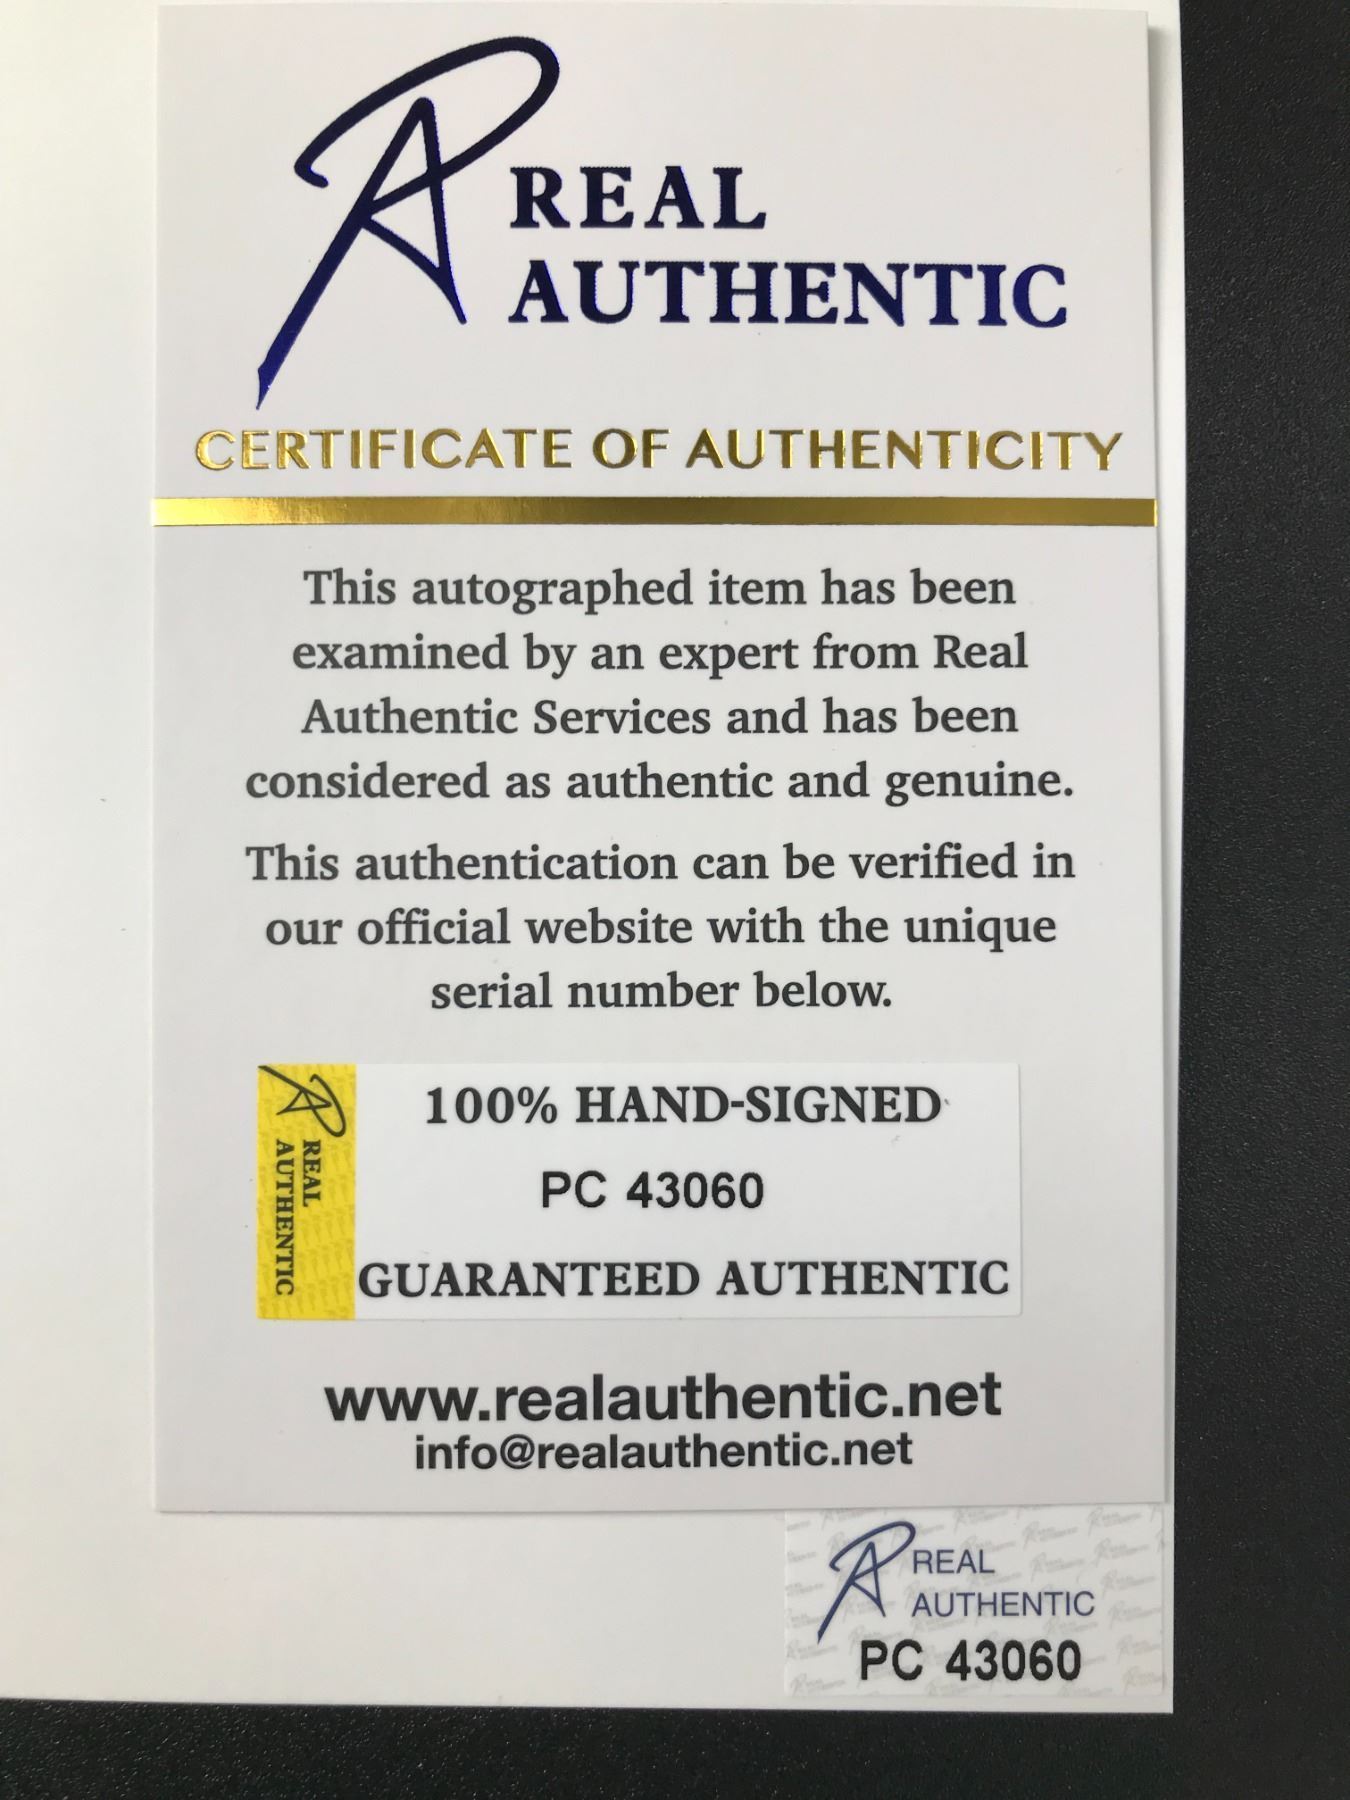 REAL
AUTHENTIC
CERTIFICATE OF AUTHENTICITY
This autographed item has been
examined by an expert from Real
Authentic Services and has been
considered as authentic and genuine.
This authentication can be verified in
our official website with the unique
serial number below.
REAL
AUTHENTIC
100% HAND-SIGNED
PC 43060
GUARANTEED AUTHENTIC
www.realauthentic.net
info@realauthentic.net
REAL
AUTHENTIC
PC 43060